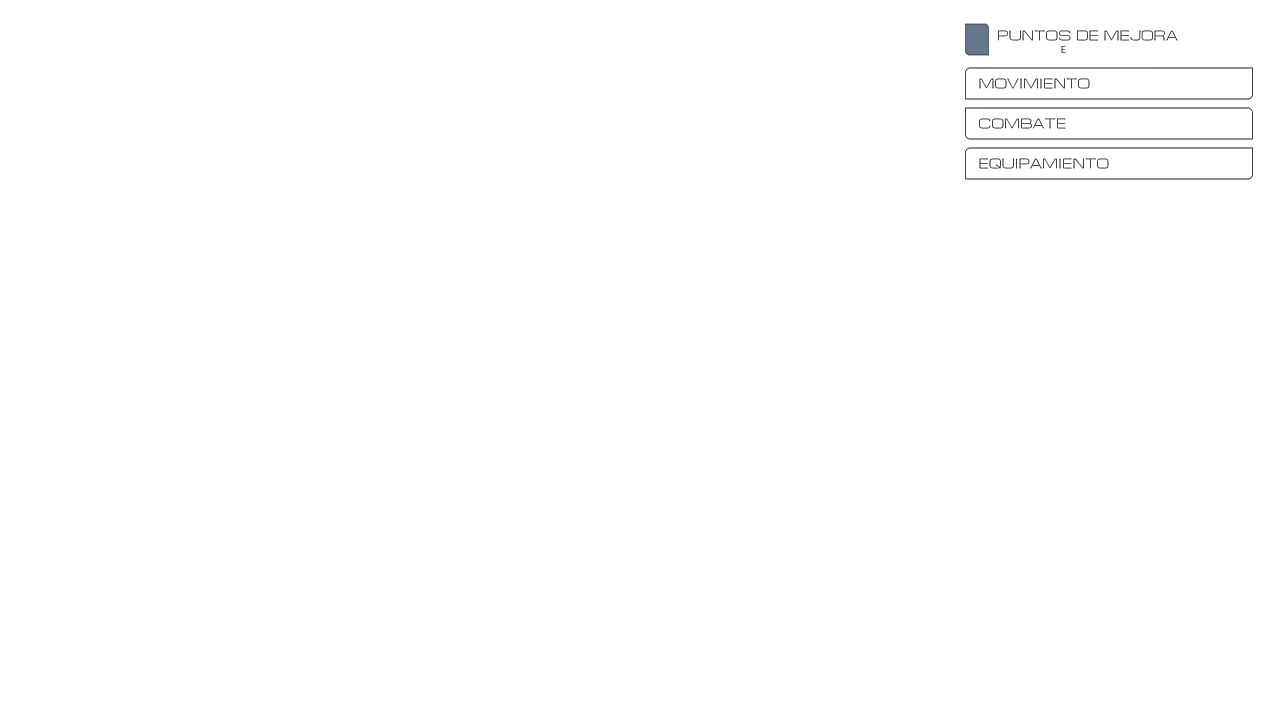 PUNTOS DE MEJORA
E
MOVIMIENTO
COMBATE
EQUIPAMIENTO